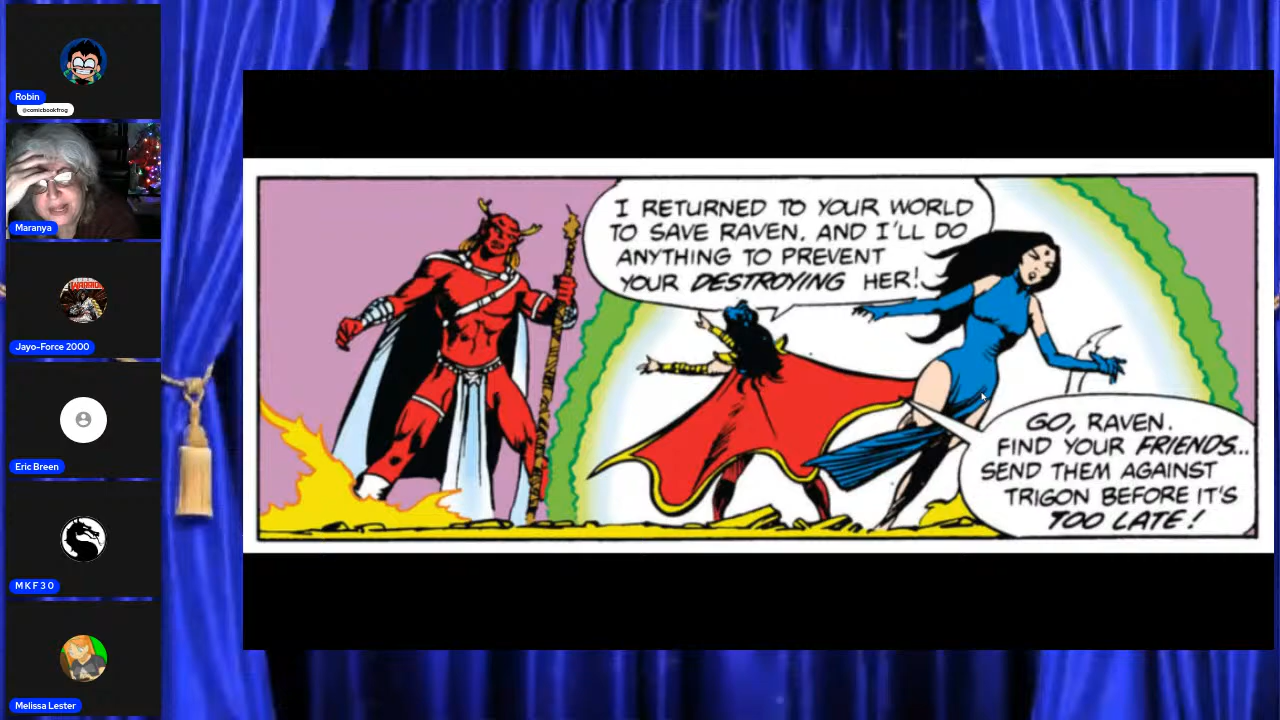 Robin
@comicbookfrog
Maranya
Jayo-Force 2000
Eric Breen
M K F 3 0
Melissa Lester
I RETURNED TO YOUR WORLD
TO SAVE RAVEN. AND I'LL DO
ANYTHING TO PREVENT
YOUR DESTROYING HER!
GO, RAVEN.
FIND YOUR FRIENDS...
SEND THEM AGAINST
TRIGON BEFORE IT'S
TOO LATE!